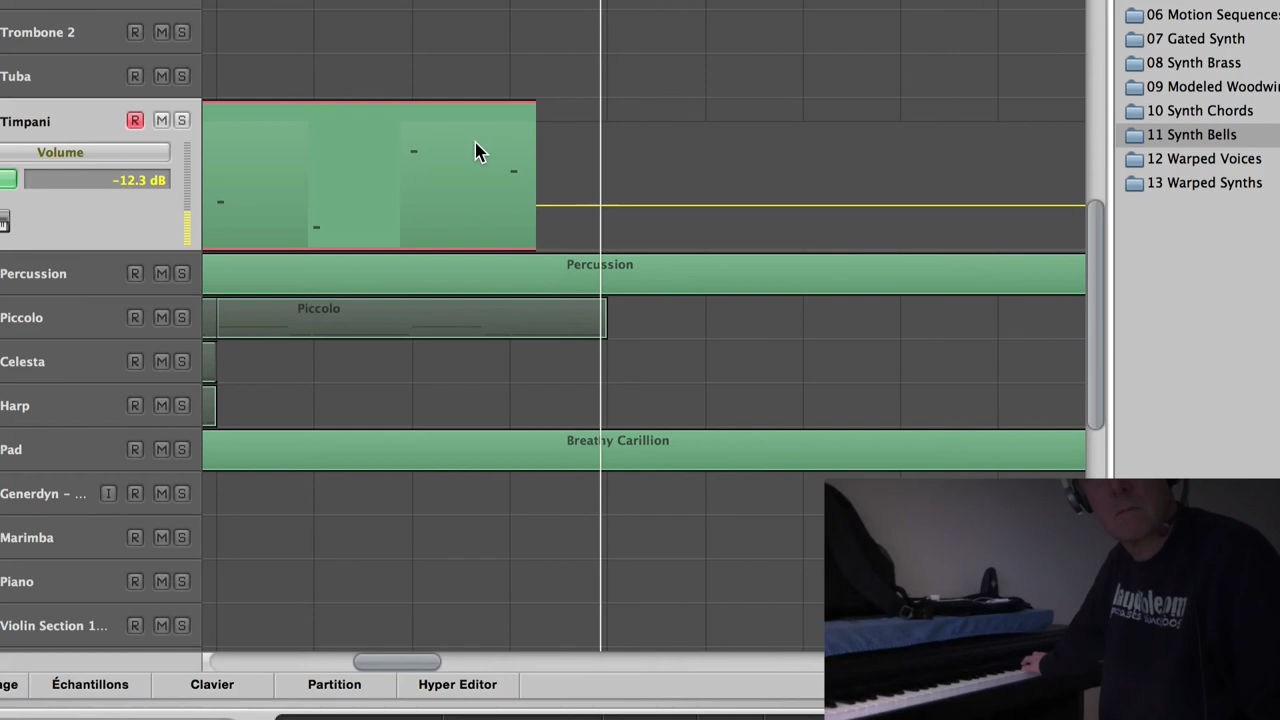 Trombone 2 R M S
Tuba R M S
Timpani R M S
Volume
-12.3 dB
Percussion R M S
Percussion
Piccolo R M S
Piccolo
Celesta R M S
Harp R M S
Pad R M S
Breathy Carillion
Generdyn - ... I R M S
Marimba R M S
Piano R M S
Violin Section 1... R M S
Échantillons
Clavier
Partition
Hyper Editor
06 Motion Sequences
07 Gated Synth
08 Synth Brass
09 Modeled Woodwi
10 Synth Chords
11 Synth Bells
12 Warped Voices
13 Warped Synths